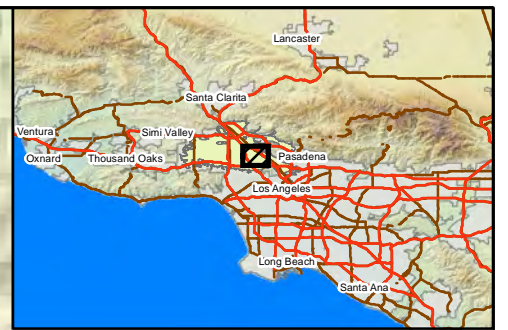 Lancaster
Santa Clarita
Ventura
Simi Valley
Oxnard
Thousand Oaks
Pasadena
Los Angeles
Long Beach
Santa Ana